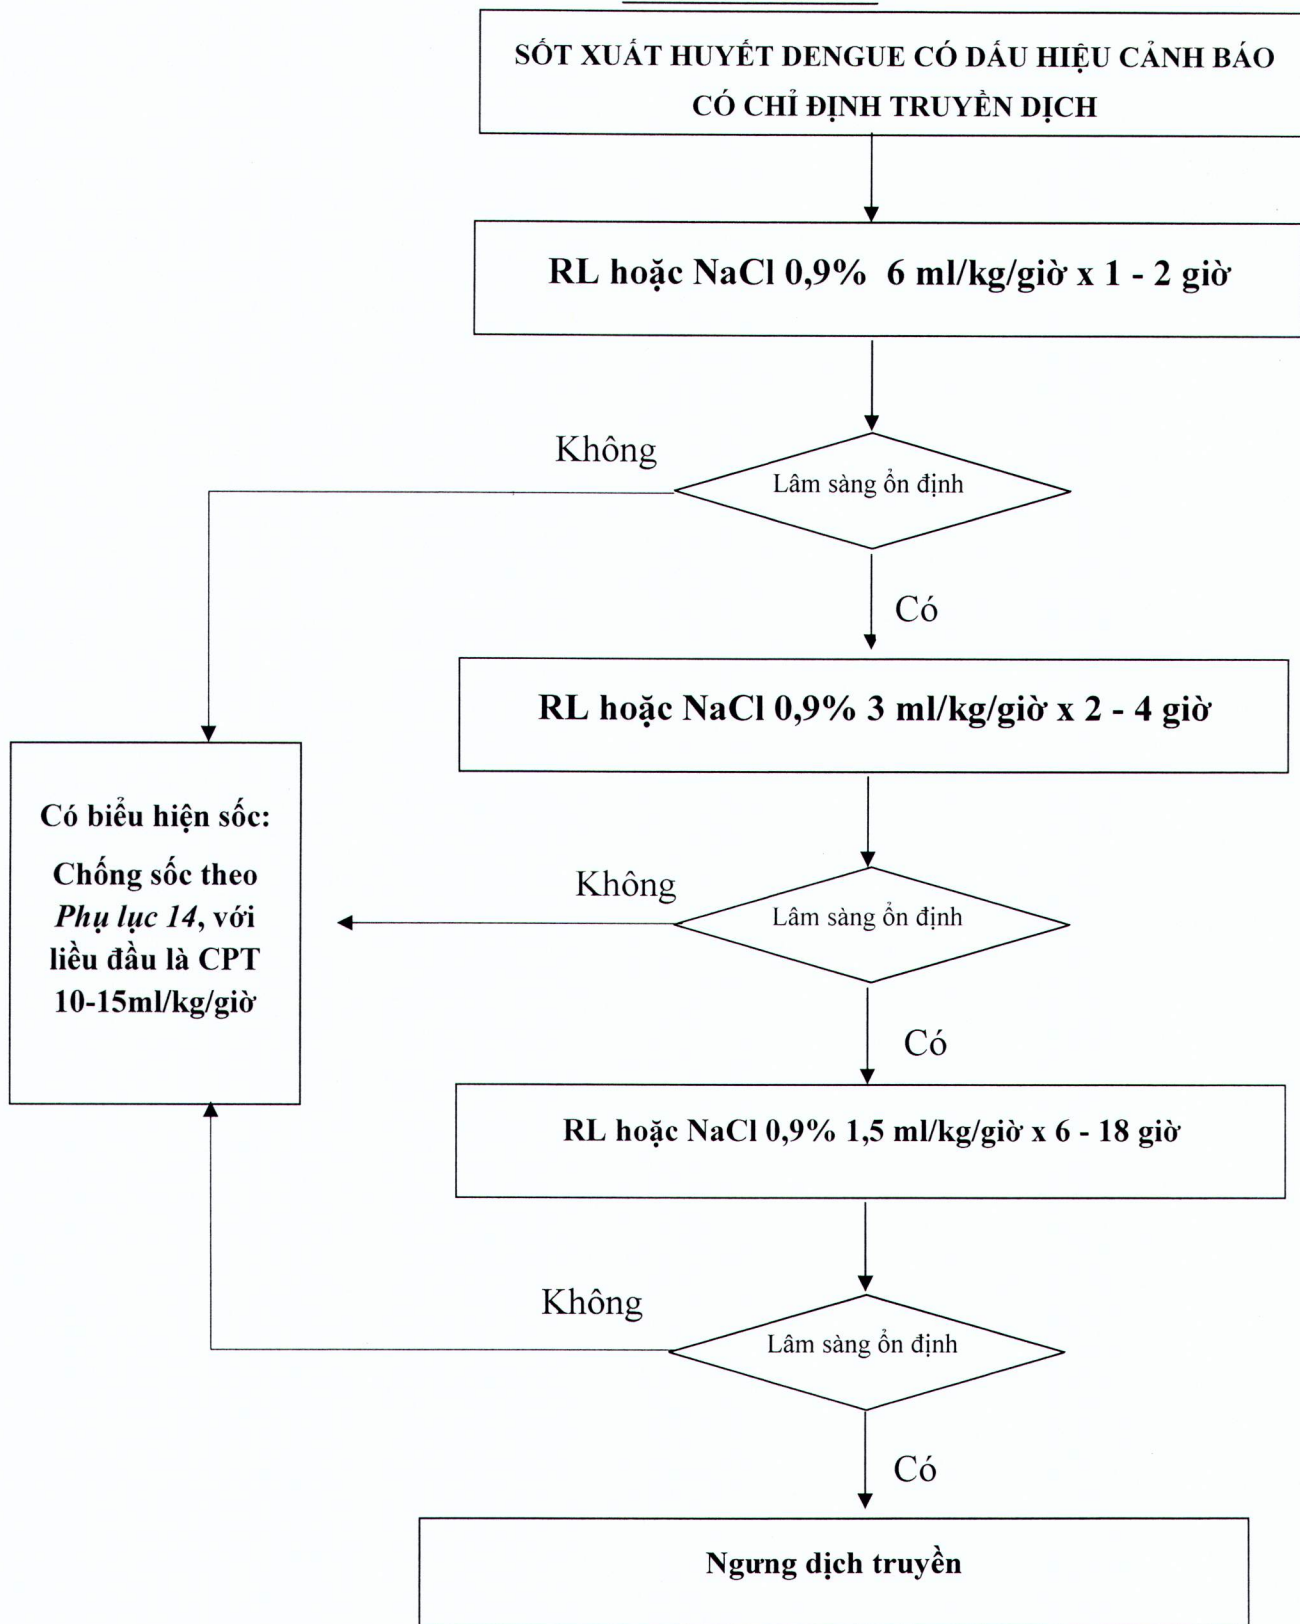 SỐT XUẤT HUYẾT DENGUE CÓ DẤU HIỆU CẢNH BÁO
CÓ CHỈ ĐỊNH TRUYỀN DỊCH
RL hoặc NaCl 0,9% 6 ml/kg/giờ x 1 - 2 giờ
Không
Lâm sàng ổn định
Có
RL hoặc NaCl 0,9% 3 ml/kg/giờ x 2 - 4 giờ
Có biểu hiện sốc:
Chống sốc theo
Phụ lục 14, với
liều đầu là CPT
10-15ml/kg/giờ
Không
Lâm sàng ổn định
Có
RL hoặc NaCl 0,9% 1,5 ml/kg/giờ x 6 - 18 giờ
Không
Lâm sàng ổn định
Có
Ngưng dịch truyền